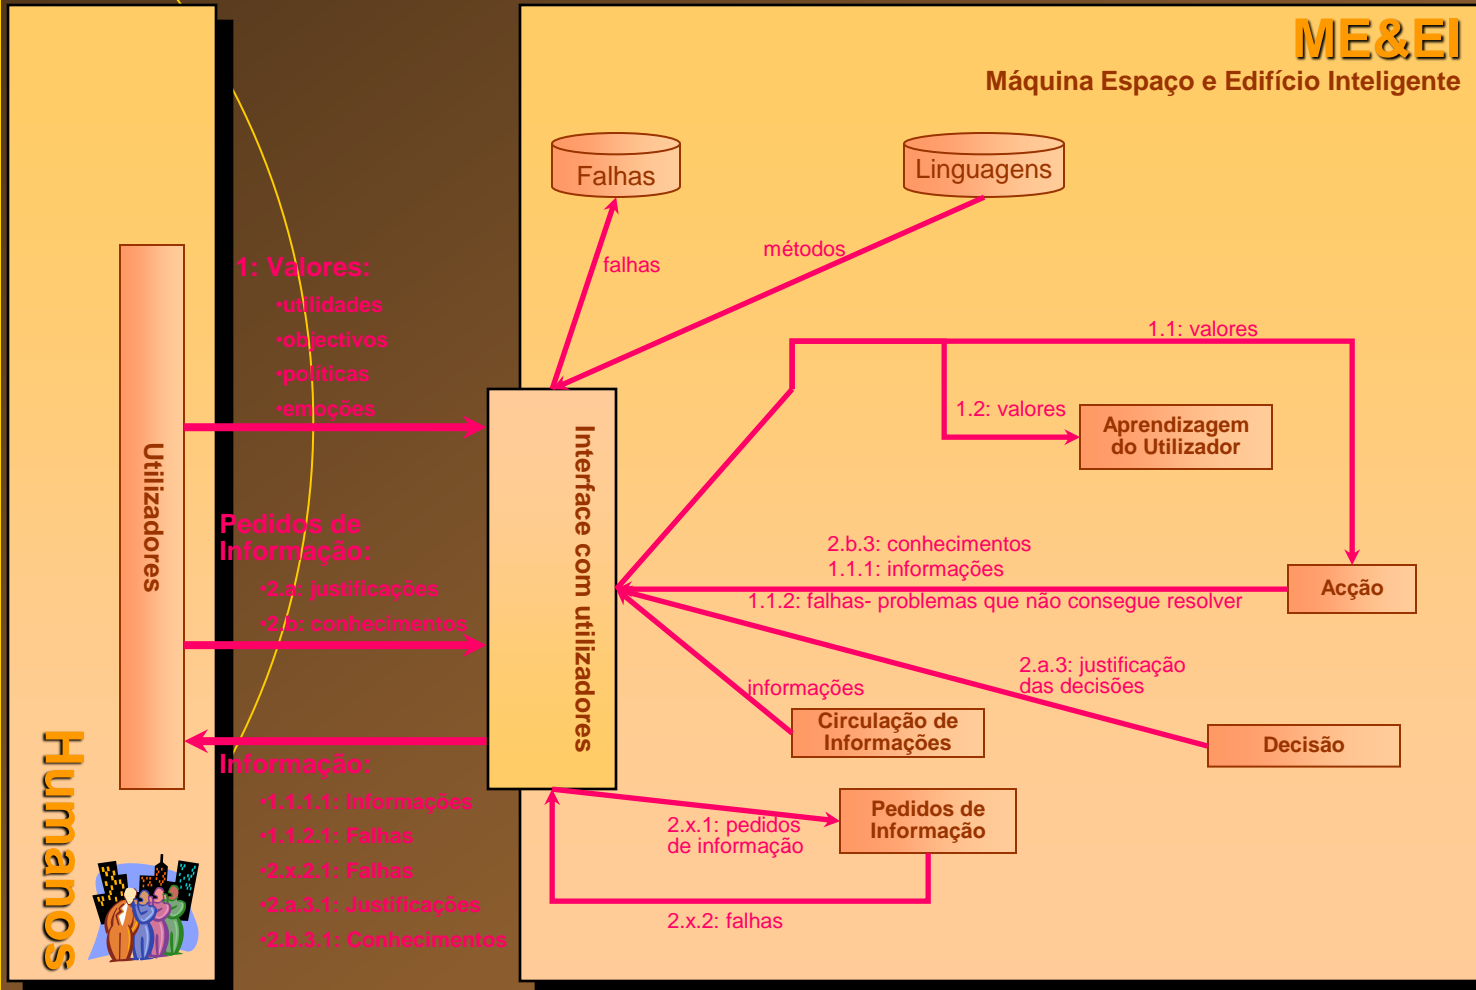 ME&EI
Máquina Espaço e Edifício Inteligente
Falhas
Linguagens
falhas
métodos
1: Valores:
•utilidades
•objectivos
•políticas
•emoções
1.1: valores
1.2: valores
Aprendizagem
do Utilizador
Utilizadores
Interface com utilizadores
Pedidos de
Informação:
•2.a: justificações
•2.b: conhecimentos
2.b.3: conhecimentos
1.1.1: informações
1.1.2: falhas- problemas que não consegue resolver
Acção
2.a.3: justificação
das decisões
informações
Circulação de
Informações
Decisão
Informação:
•1.1.1.1: Informações
•1.1.2.1: Falhas
•2.x.2.1: Falhas
•2.a.3.1: Justificações
•2.b.3.1: Conhecimentos
2.x.1: pedidos
de informação
Pedidos de
Informação
2.x.2: falhas
Humanos